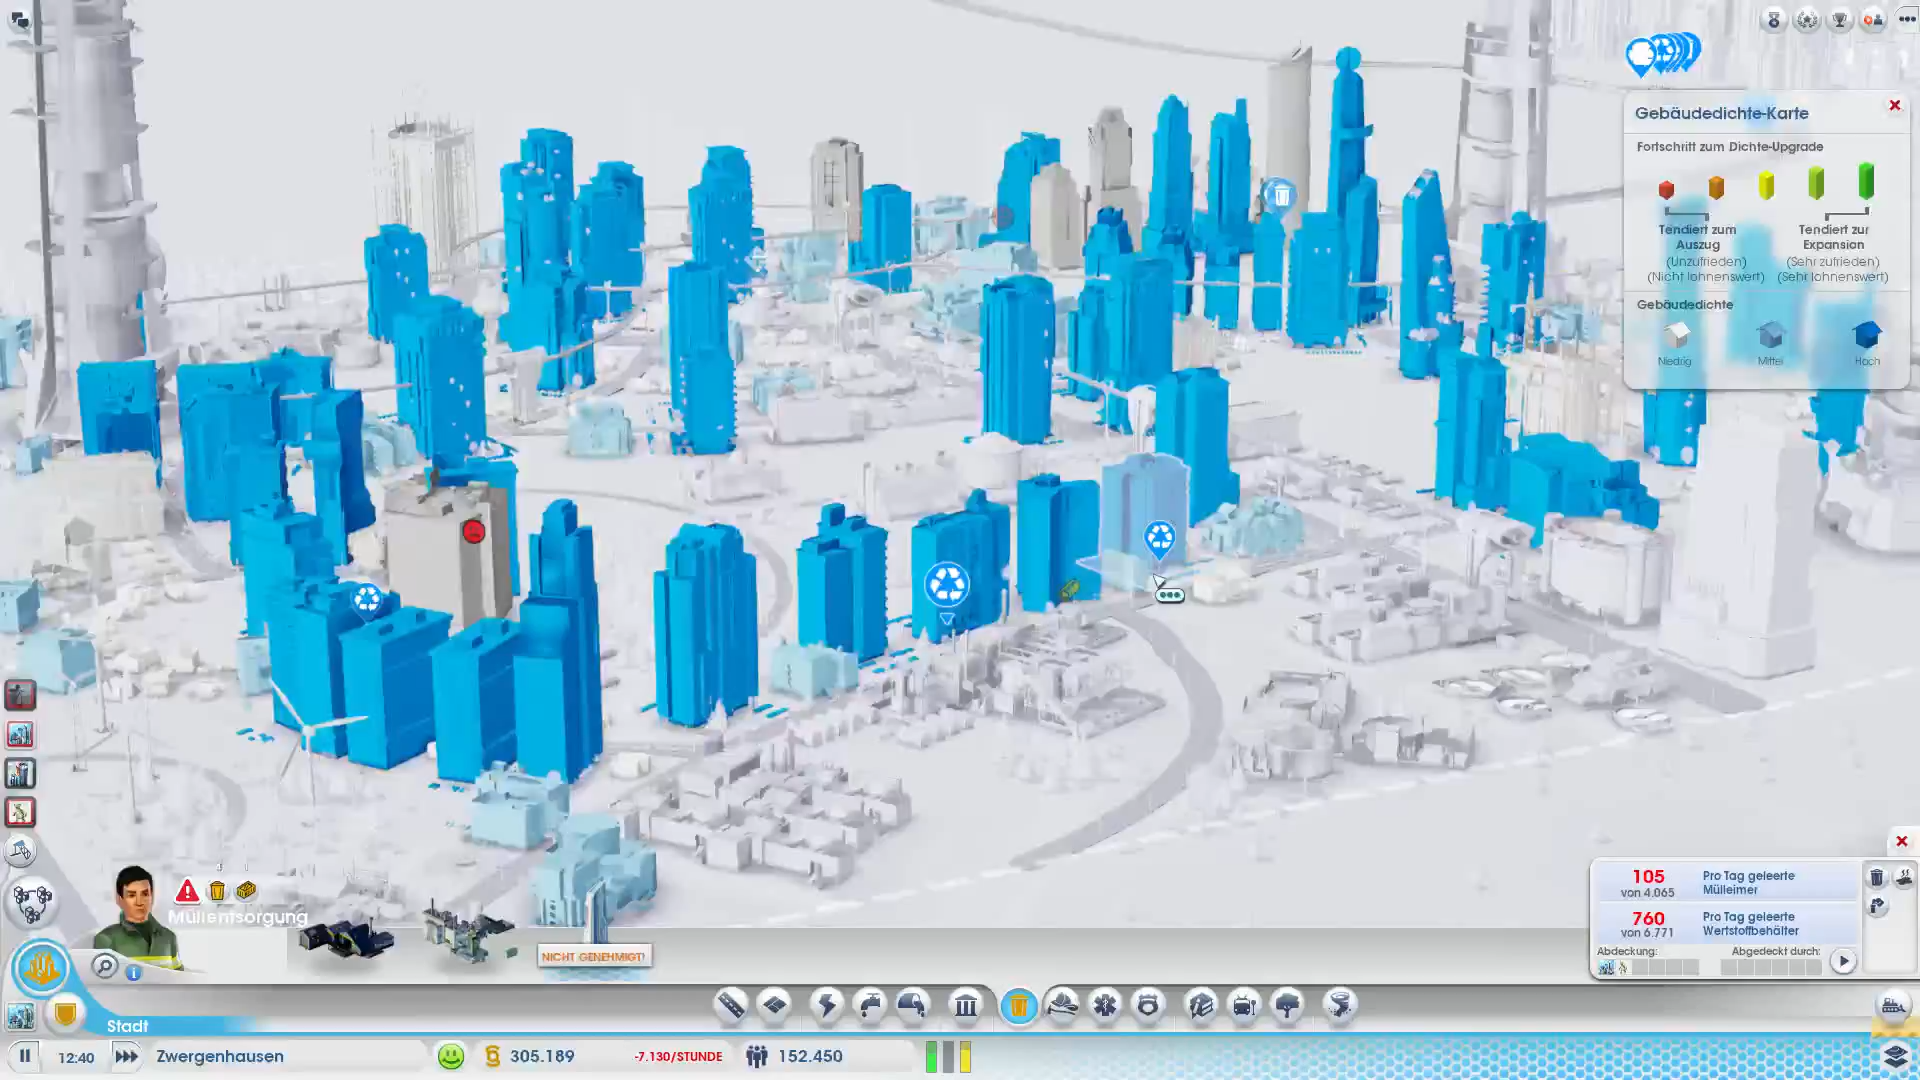 Gebäudedichte-Karte
Fortschritt zum Dichte-Upgrade
Tendiert zum
Auszug
(Unzufrieden)
(Nicht lohnenswert)
Tendiert zur
Expansion
(Sehr zufrieden)
(Sehr lohnenswert)
Gebäudedichte
Niedrig
Mittel
Hoch
Müllentsorgung
NICHT GENEHMIGT!
105
von 4.065
Pro Tag geleerte
Mülleimer
760
von 6.771
Pro Tag geleerte
Wertstoffbehälter
Abdeckung:
Abgedeckt durch:
Stadt
12:40
Zwergenhausen
305.189
-7.130/STUNDE
152.450